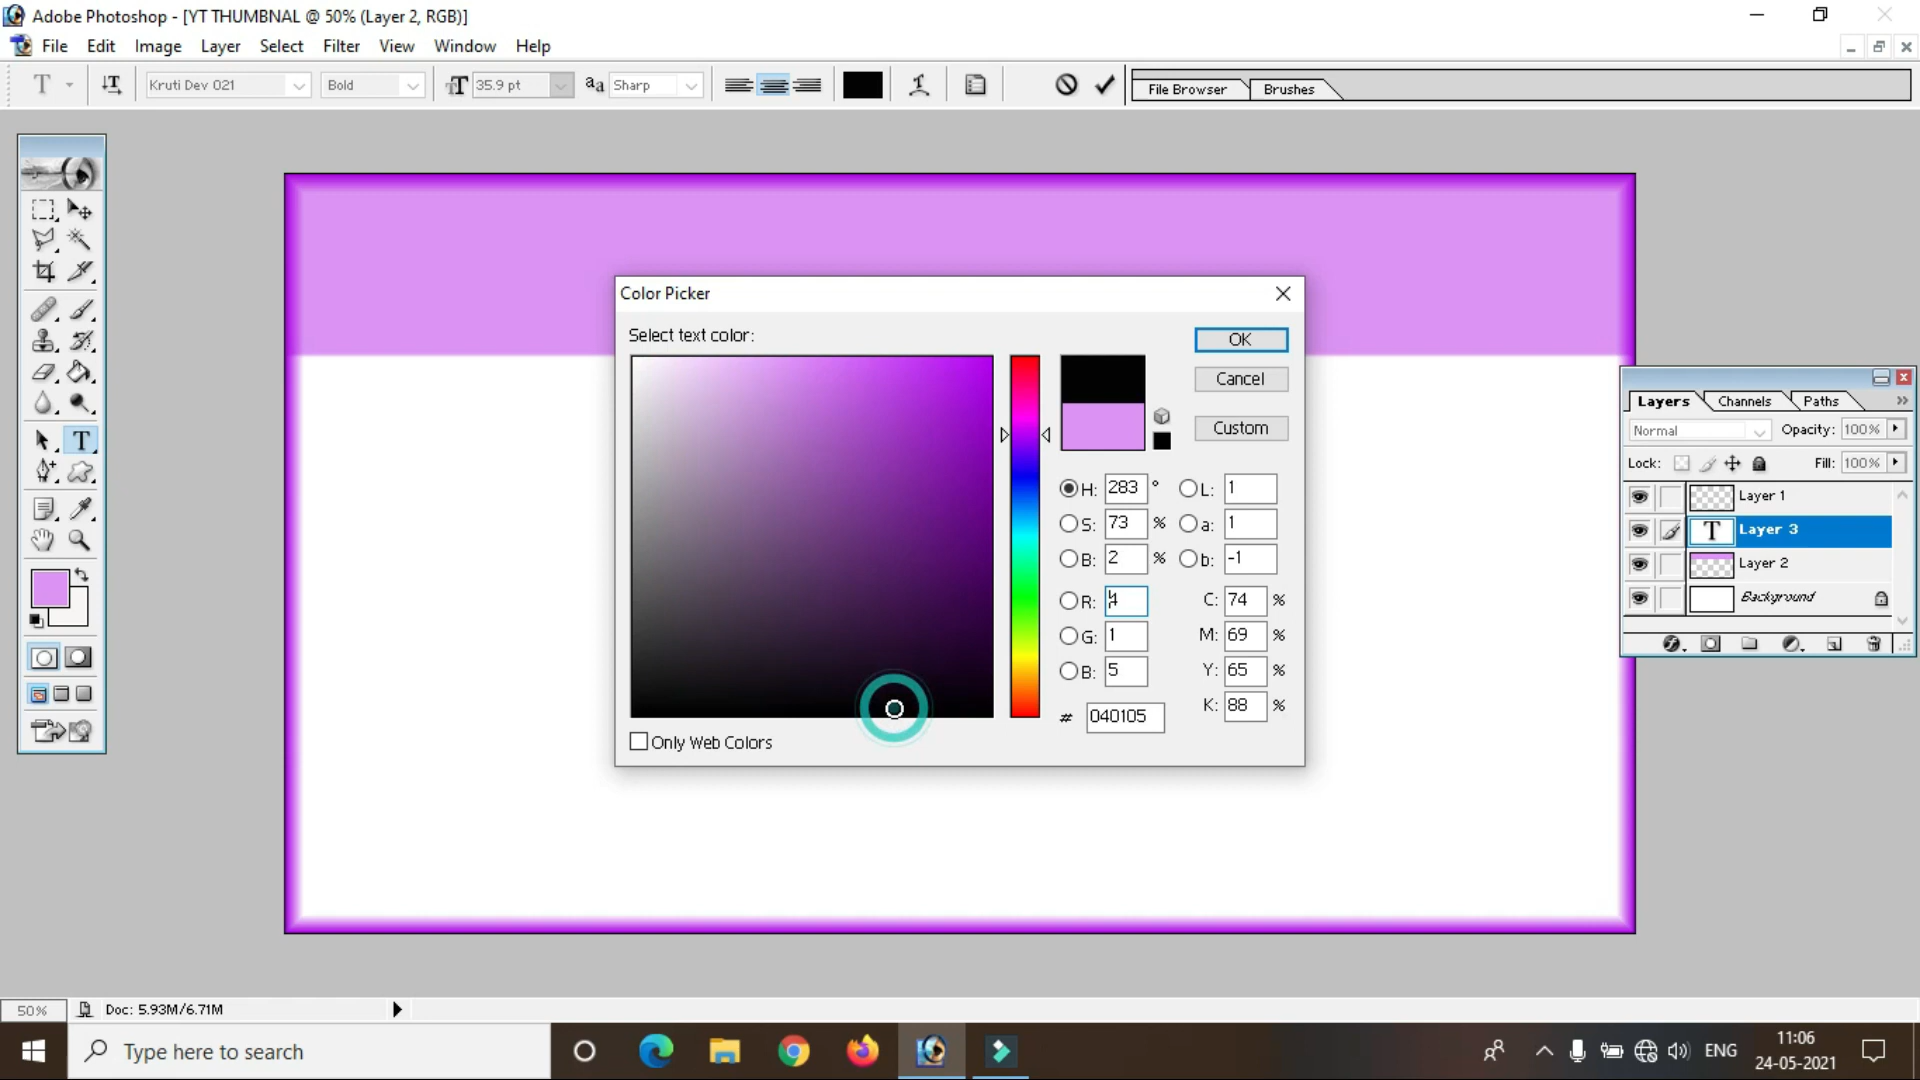 Adobe Photoshop - [YT THUMBNAL @ 50% (Layer 2, RGB)]
File Edit Image Layer Select Filter View Window Help
T Kruti Dev 021 Bold 35.9 pt aa Sharp File Browser Brushes
Color Picker
Select text color:
OK
Cancel
Custom
H: 283 ° L: 1
S: 73 % a: 1
B: 2 % b: -1
R: 4 C: 74 %
G: 1 M: 69 %
B: 5 Y: 65 %
# 040105 K: 88 %
Only Web Colors
Layers Channels Paths
Normal Opacity: 100%
Lock: Fill: 100%
Layer 1
T Layer 3
Layer 2
Background
50% Doc: 5.93M/6.71M
Type here to search
ENG
11:06
24-05-2021